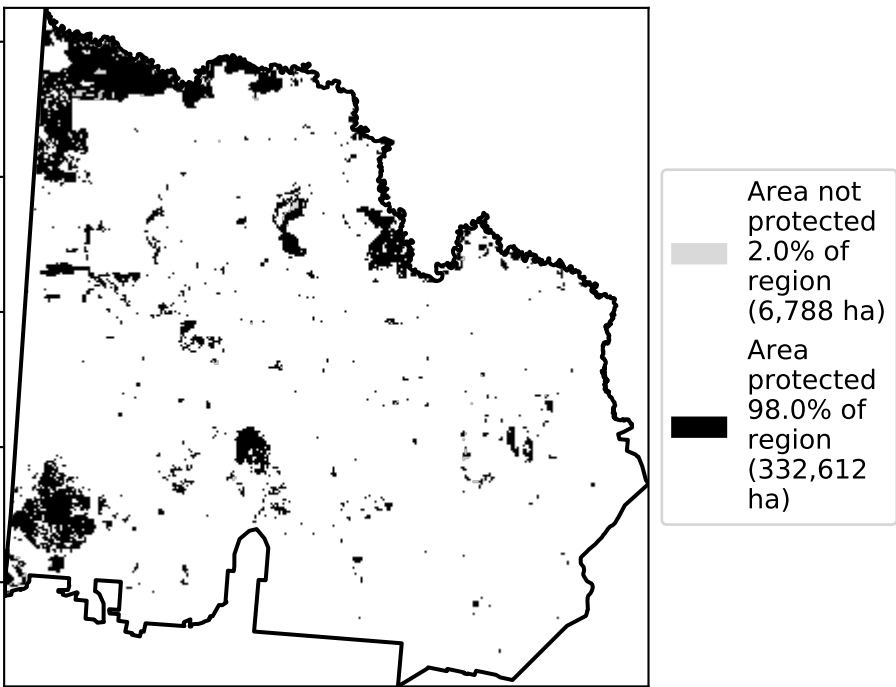 Area not
protected
2.0% of
region
(6,788 ha)
Area
protected
98.0% of
region
(332,612
ha)